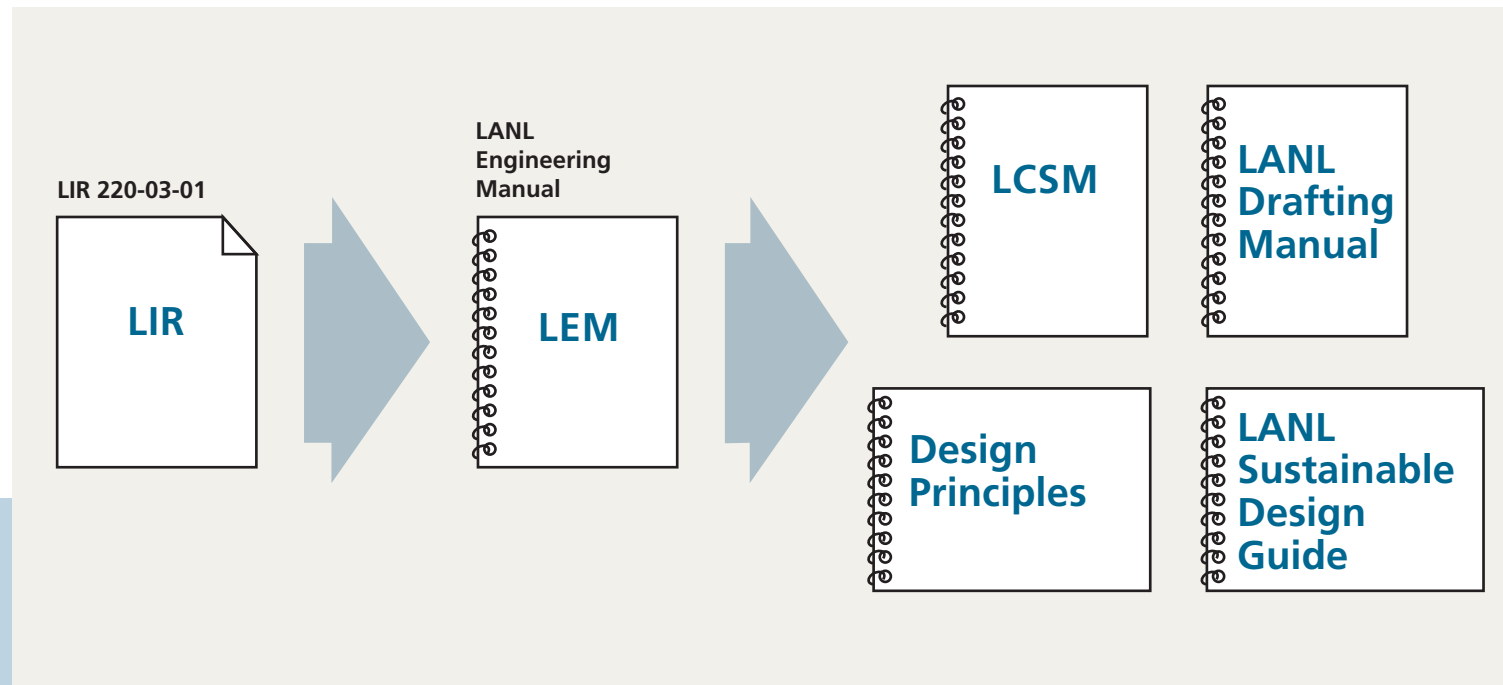 LIR 220-03-01
LIR
LANL
Engineering
Manual
LEM
LCSM
LANL
Drafting
Manual
Design
Principles
LANL
Sustainable
Design
Guide